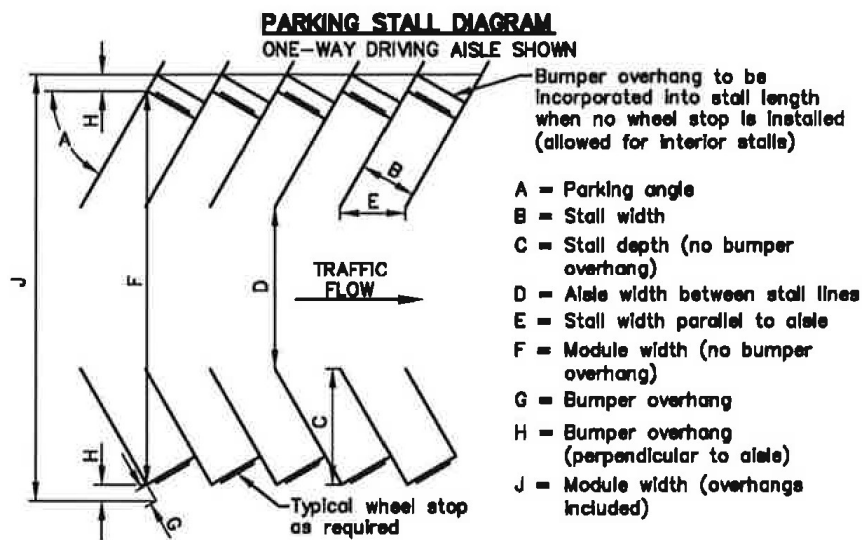 PARKING STALL DIAGRAM
ONE-WAY DRIVING AISLE SHOWN
Bumper overhang to be
incorporated into stall length
when no wheel stop is installed
(allowed for interior stalls)
H
A
B
E
J
F
D
TRAFFIC
FLOW
C
H
G
Typical wheel stop
as required
A = Parking angle
B = Stall width
C = Stall depth (no bumper
overhang)
D = Aisle width between stall lines
E = Stall width parallel to aisle
F = Module width (no bumper
overhang)
G = Bumper overhang
H = Bumper overhang
(perpendicular to aisle)
J = Module width (overhangs
included)